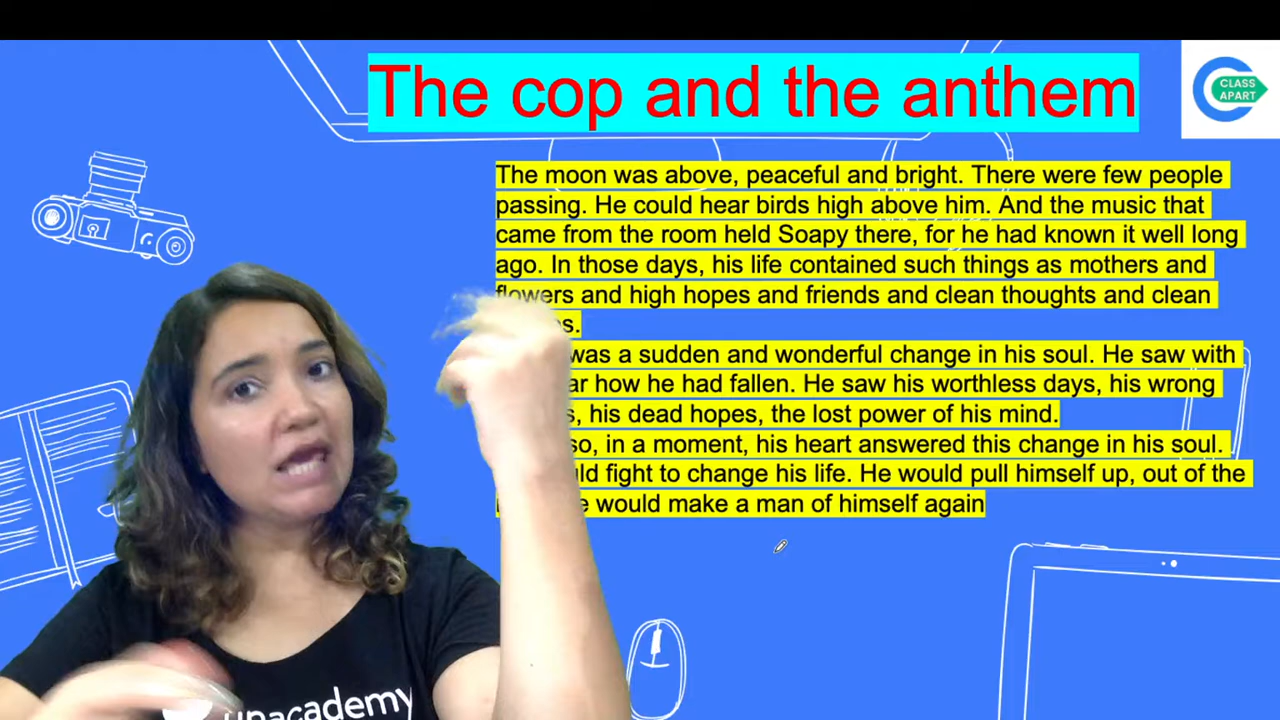 The cop and the anthem
CLASS
APART
The moon was above, peaceful and bright. There were few people
passing. He could hear birds high above him. And the music that
came from the room held Soapy there, for he had known it well long
ago. In those days, his life contained such things as mothers and
flowers and high hopes and friends and clean thoughts and clean
was a sudden and wonderful change in his soul. He saw with
how he had fallen. He saw his worthless days, his wrong
his dead hopes, the lost power of his mind.
so, in a moment, his heart answered this change in his soul.
fight to change his life. He would pull himself up, out of the
would make a man of himself again
unacademy